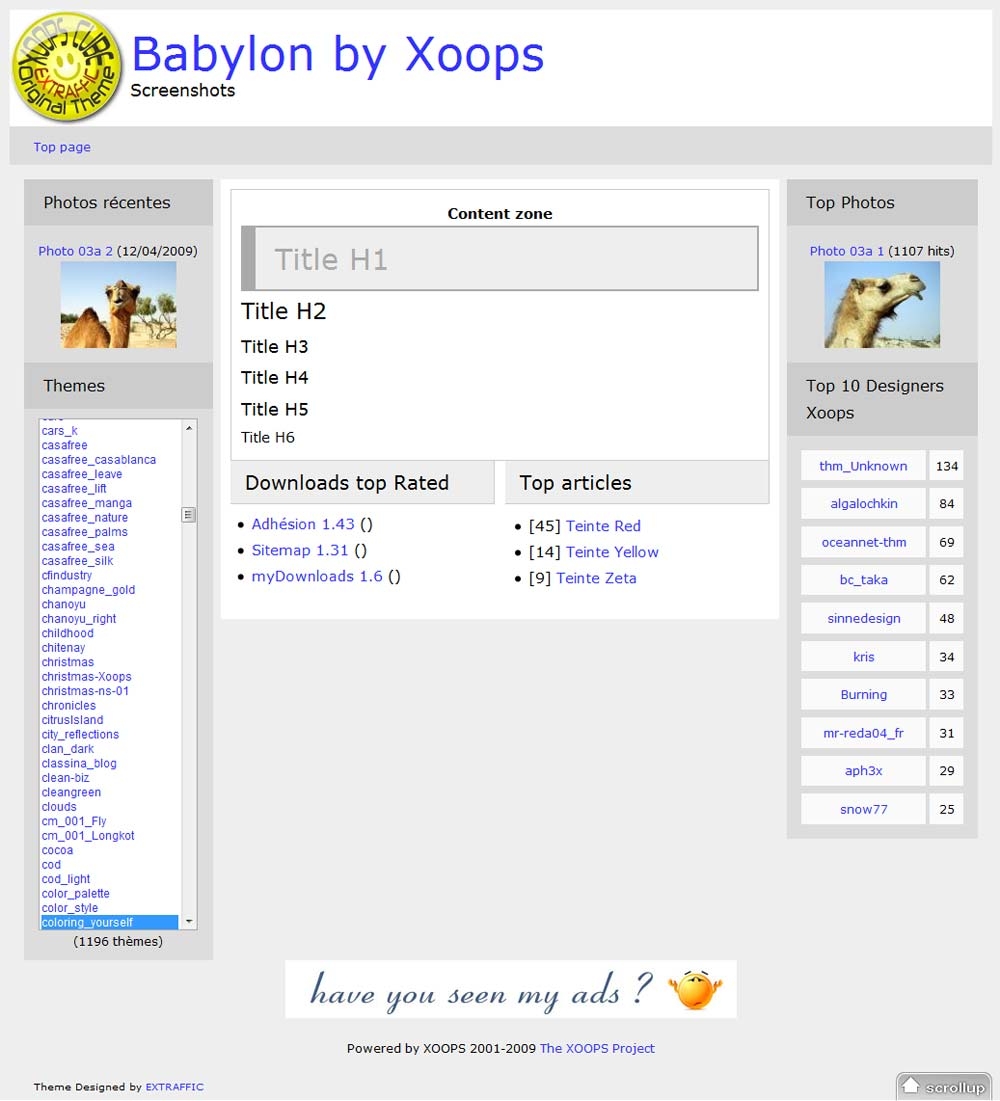 XOOPS CUBE
EXTRAFFIC
Original Theme
Babylon by Xoops
Screenshots
Top page
Photos récentes
Photo 03a 2 (12/04/2009)
Themes
cars_k
casafree
casafree_casablanca
casafree_leave
casafree_lift
casafree_manga
casafree_nature
casafree_palms
casafree_sea
casafree_silk
cfindustry
champagne_gold
chanoyu
chanoyu_right
childhood
chitenay
christmas
christmas-Xoops
christmas-ns-01
chronicles
citrusIsland
city_reflections
clan_dark
classina_blog
clean-biz
cleangreen
clouds
cm_001_Fly
cm_001_Longkot
cocoa
cod
cod_light
color_palette
color_style
coloring_yourself
(1196 thèmes)
Content zone
Title H1
Title H2
Title H3
Title H4
Title H5
Title H6
Downloads top Rated
Adhésion 1.43 ()
Sitemap 1.31 ()
myDownloads 1.6 ()
Top articles
[45] Teinte Red
[14] Teinte Yellow
[9] Teinte Zeta
Top Photos
Photo 03a 1 (1107 hits)
Top 10 Designers
Xoops
thm_Unknown 134
algalochkin 84
oceannet-thm 69
bc_taka 62
sinnedesign 48
kris 34
Burning 33
mr-reda04_fr 31
aph3x 29
snow77 25
have you seen my ads ?
Powered by XOOPS 2001-2009 The XOOPS Project
Theme Designed by EXTRAFFIC
scrollup